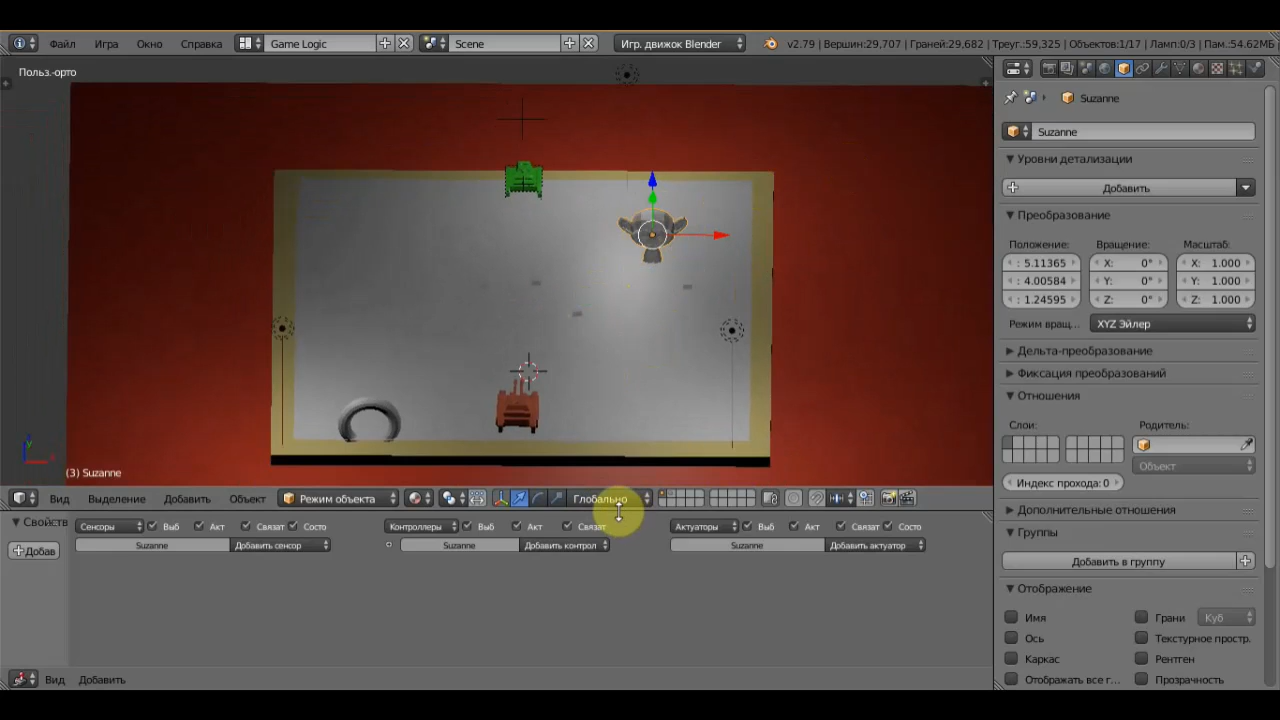 Файл Игра Окно Справка Game Logic Scene Игр. движок Blender v2.79 | Вершин:29,707 | Граней:29,682 | Треуг.:59,325 | Объектов:1/17 | Ламп:0/3 | Пам.:54.62МБ
Польз.-орто
(3) Suzanne
Вид Выделение Добавить Объект Режим объекта Глобально
Свойств Сенсоры Выб Акт Связат Состо Контроллеры Выб Акт Связат Актуаторы Выб Акт Связат Состо
Добав Suzanne Добавить сенсор Suzanne Добавить контрол Suzanne Добавить актуатор
Вид Добавить
Suzanne
Suzanne
Уровни детализации
Добавить
Преобразование
Положение: Вращение: Масштаб:
: 5.11365 X: 0° X: 1.000
: 4.00584 Y: 0° Y: 1.000
: 1.24595 Z: 0° Z: 1.000
Режим вращ... XYZ Эйлер
Дельта-преобразование
Фиксация преобразований
Отношения
Слои: Родитель:
Объект
Индекс прохода: 0
Дополнительные отношения
Группы
Добавить в группу
Отображение
Имя Грани Куб
Ось Текстурное простр.
Каркас Рентген
Отображать все г... Прозрачность